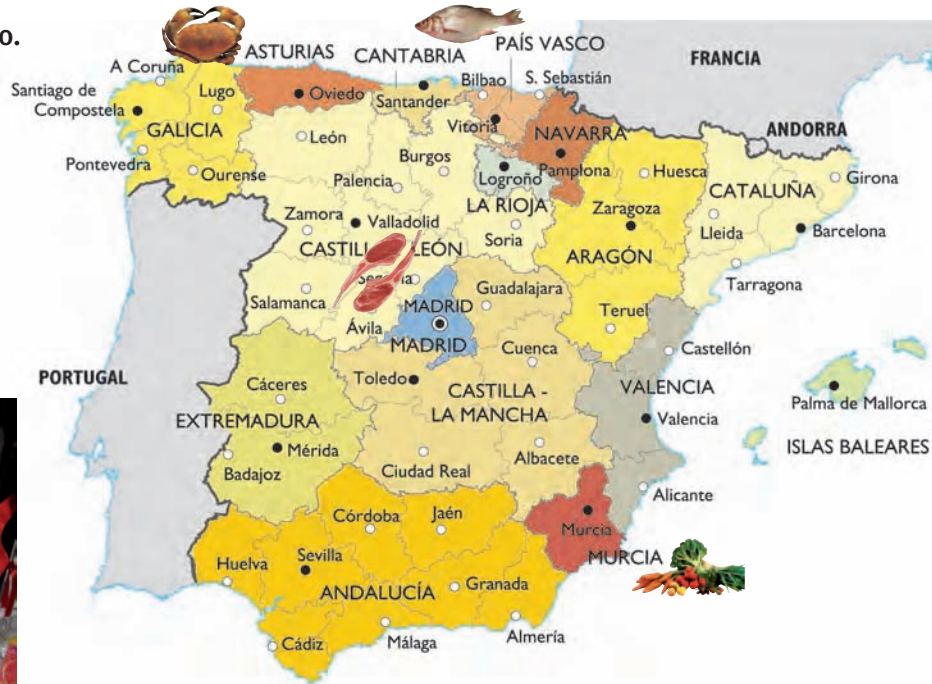 o.
ASTURIAS
CANTABRIA
PAÍS VASCO
FRANCIA
A Coruña
Bilbao
S. Sebastián
Santiago de
Compostela
Lugo
Oviedo
Santander
GALICIA
León
Vitoria
NAVARRA
ANDORRA
Pontevedra
Ourense
Burgos
Palencia
Logroño
Pamplona
Huesca
CATALUÑA
Girona
Zamora
Valladolid
LA RIOJA
Zaragoza
Lleida
Barcelona
CASTILL
LEÓN
Soria
ARAGÓN
Tarragona
Salamanca
Guadalajara
Ávila
MADRID
MADRID
Teruel
Cuenca
Castellón
PORTUGAL
Cáceres
Toledo
CASTILLA -
LA MANCHA
VALENCIA
Palma de Mallorca
EXTREMADURA
Valencia
Mérida
ISLAS BALEARES
Badajoz
Ciudad Real
Albacete
Alicante
Córdoba
Jaén
Murcia
MURCIA
Huelva
Sevilla
ANDALUCÍA
Granada
Cádiz
Málaga
Almería